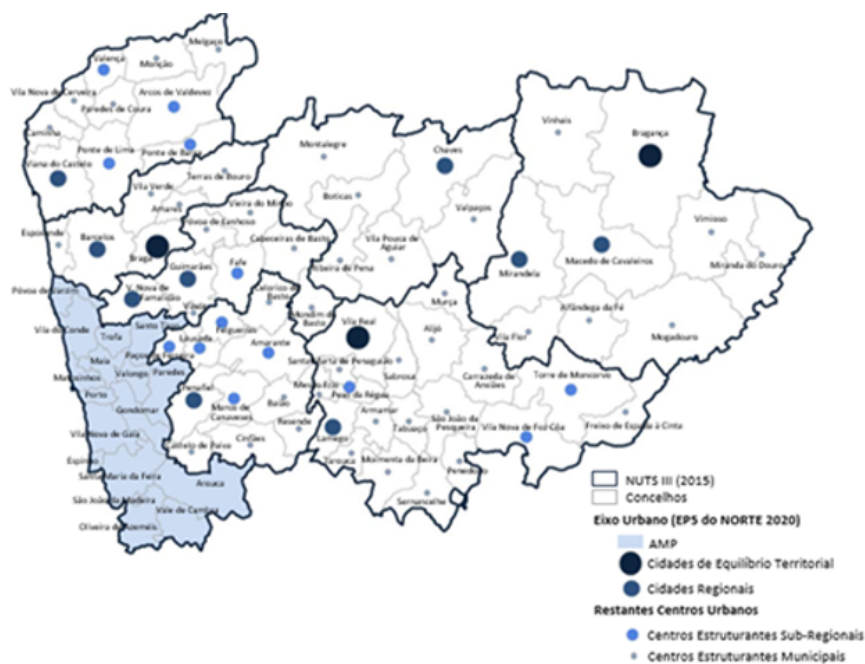 Melgaço
Valença
Monção
Vila Nova de Cerveira
Arcos de Valdevez
Paredes de Coura
Caminha
Ponte de Lima
Ponte de Barca
Viana do Castelo
Terras de Bouro
Vila Verde
Amares
Vieira do Minho
Póvoa de Lanhoso
Esposende
Barcelos
Braga
Cabeceiras de Basto
Guimarães
Fafe
Póvoa de Varzim
V. Nova de
Famalicão
Vizela
Celorico de
Basto
Mondim de
Basto
Montalegre
Chaves
Boticas
Valpaços
Vila Pouca de
Aguiar
Ribeira de Pena
Vinhais
Bragança
Vimioso
Miranda do Douro
Macedo de Cavaleiros
Mirandela
Alfândega da Fé
Mogadouro
Vila Flor
Vila do Conde
Santo Tirso
Trofa
Felgueiras
Lousada
Paços de Ferreira
Amarante
Maia
Matosinhos
Valongo
Paredes
Porto
Penafiel
Gondomar
Marco de
Canaveses
Baião
Vila Nova de Gaia
Resende
Cinfães
Castelo de Paiva
Espinho
Santa Maria da Feira
Arouca
São João da Madeira
Vale de Cambra
Oliveira de Azeméis
Vila Real
Murça
Alijó
Santa Marta de Penaguião
Sabrosa
Mesão Frio
Peso da Régua
Carrazeda de
Ansiães
Torre de Moncorvo
Armamar
Lamego
Tabuaço
São João da
Pesqueira
Vila Nova de Foz Côa
Freixo de Espada à Cinta
Tarouca
Moimenta da Beira
Penedono
Sernancelhe
NUTS III (2015)
Concelhos
Eixo Urbano (EP5 do NORTE 2020)
AMP
Cidades de Equilíbrio Territorial
Cidades Regionais
Restantes Centros Urbanos
Centros Estruturantes Sub-Regionais
Centros Estruturantes Municipais